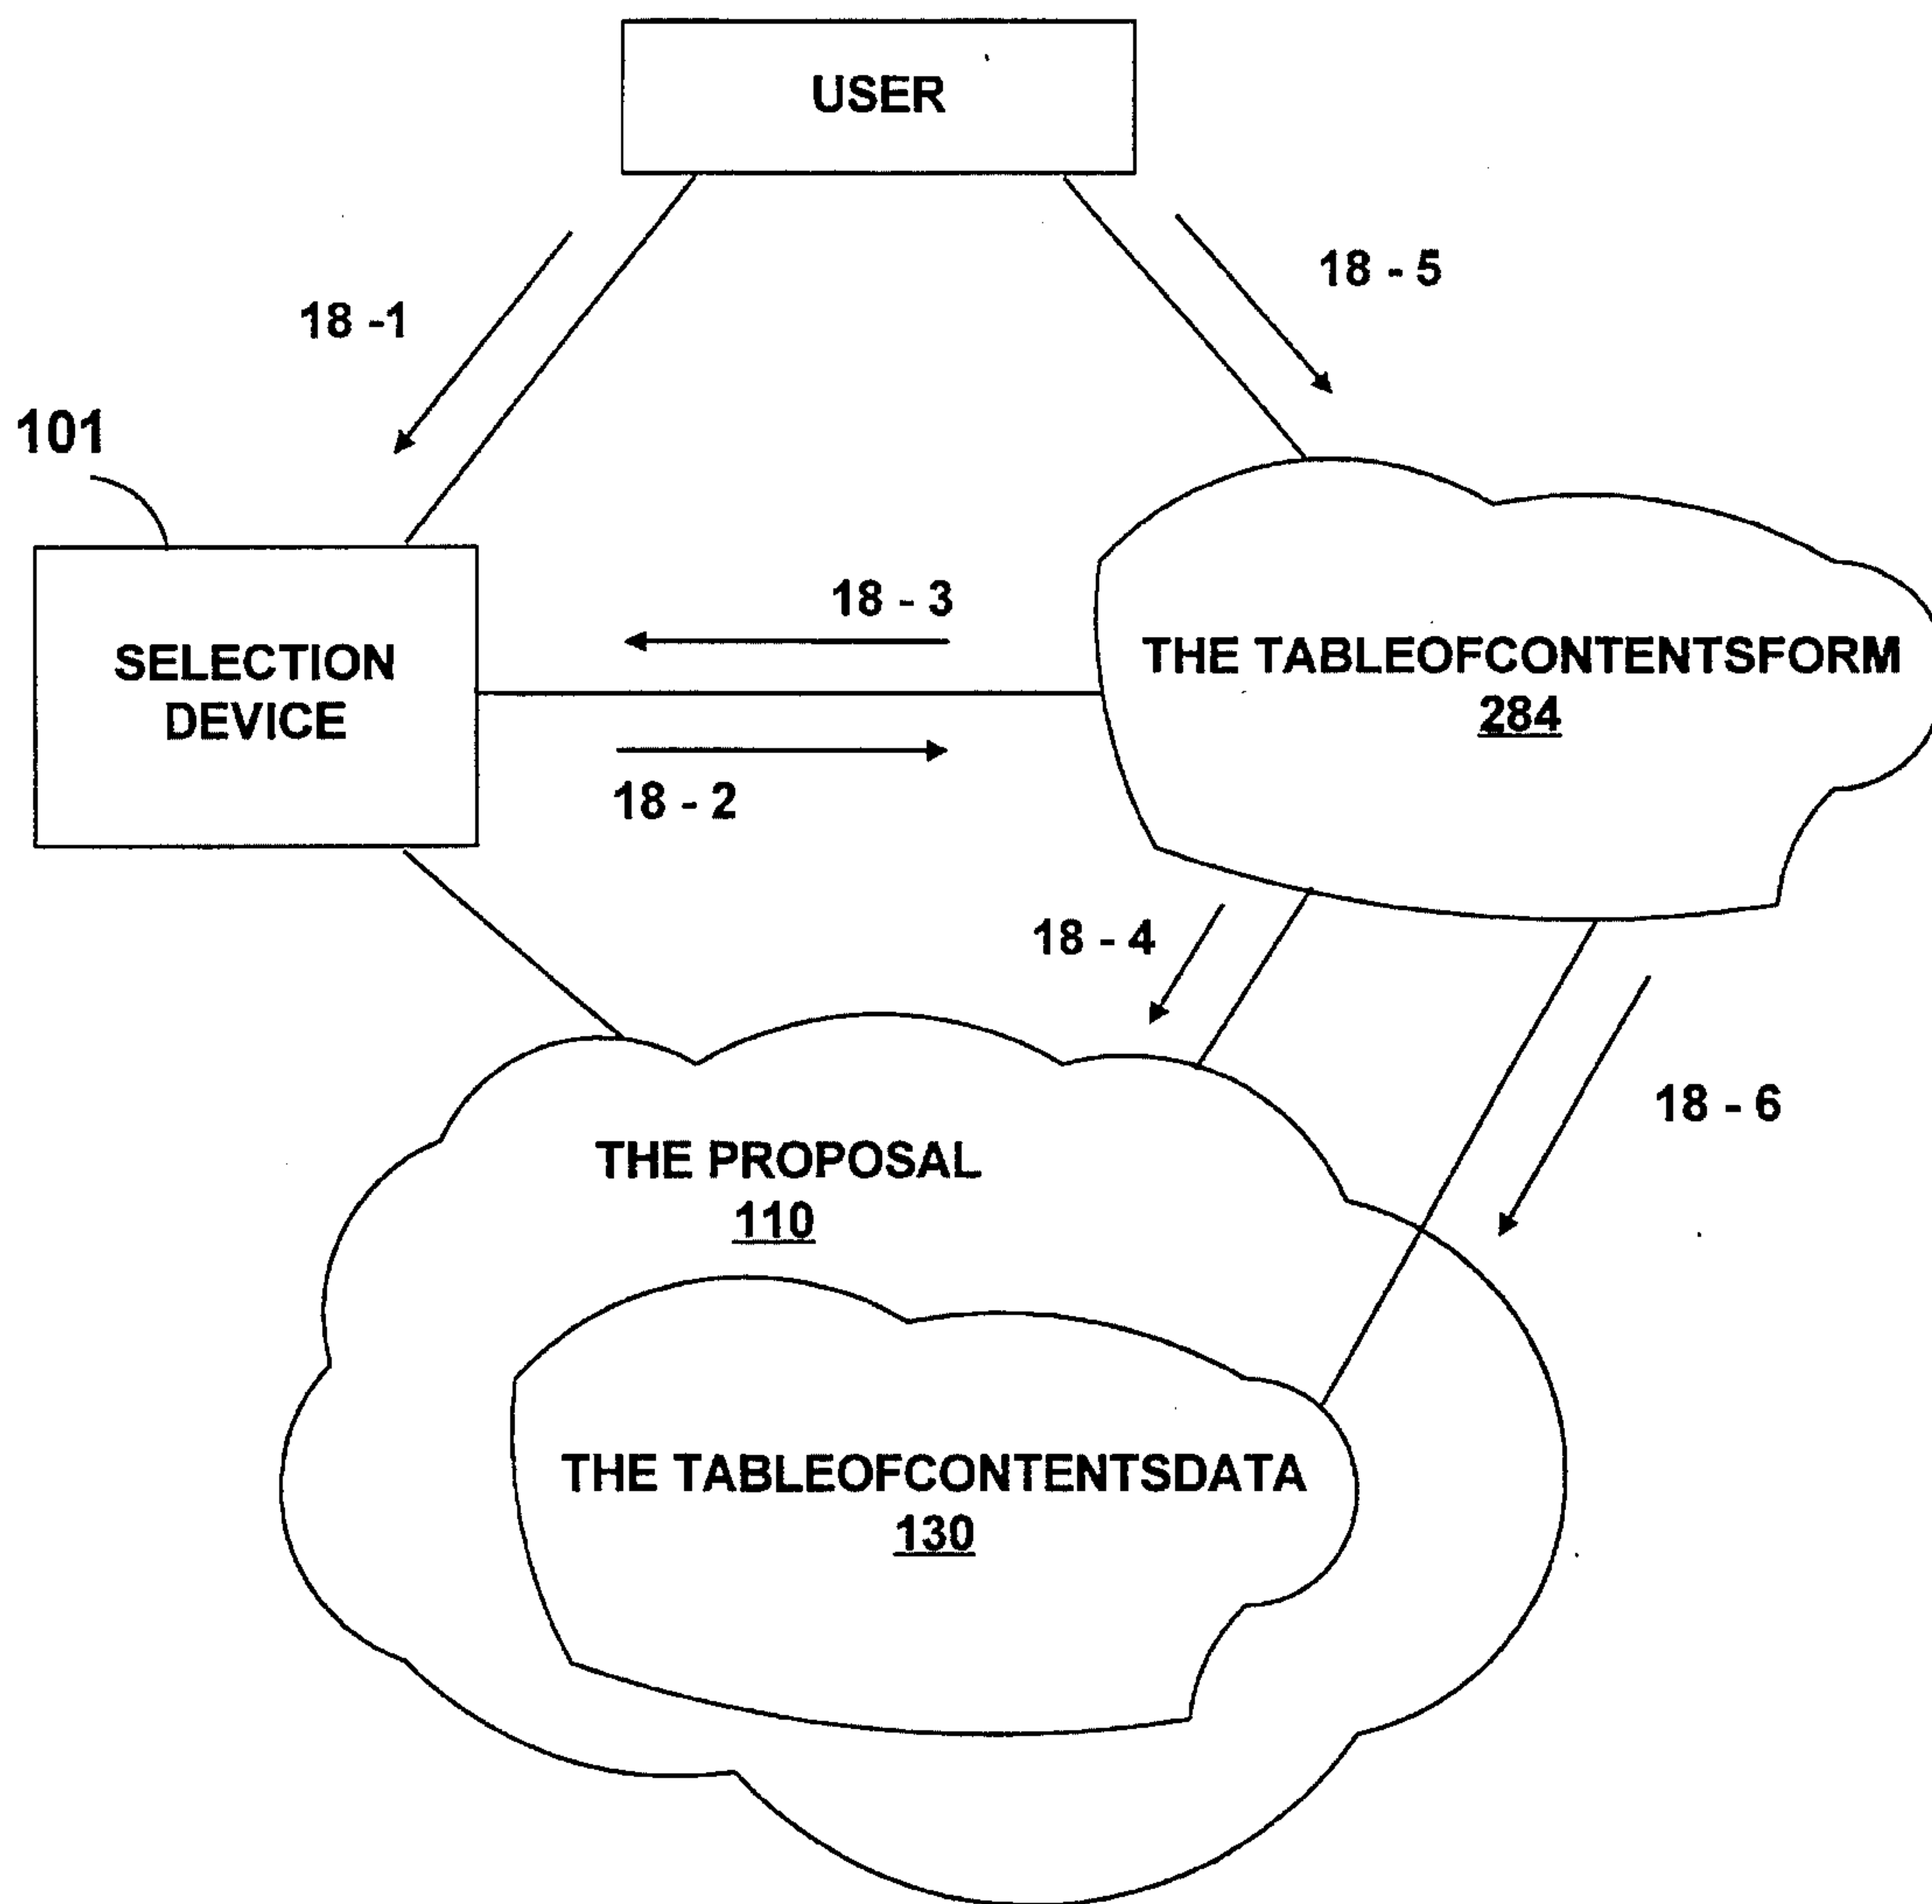 USER
18 - 5
18 -1
101
18 - 3
SELECTION
DEVICE
THE TABLEOFCONTENTSFORM
284
18 - 2
18 - 4
18 - 6
THE PROPOSAL
110
THE TABLEOFCONTENTSDATA
130